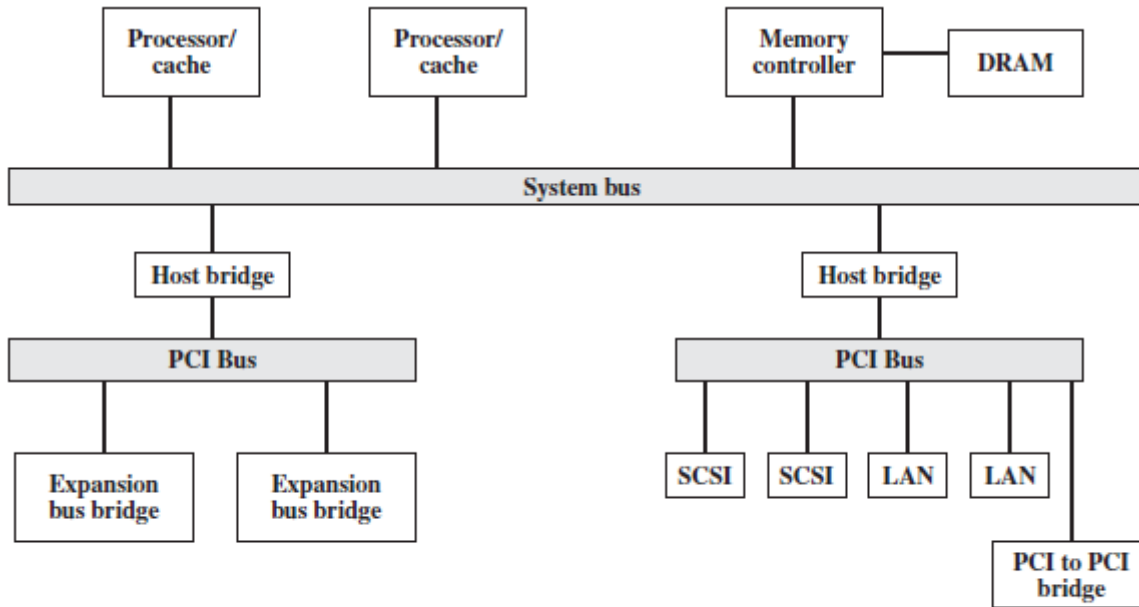 Processor/
cache
Processor/
cache
Memory
controller
DRAM
System bus
Host bridge
Host bridge
PCI Bus
PCI Bus
Expansion
bus bridge
Expansion
bus bridge
SCSI
SCSI
LAN
LAN
PCI to PCI
bridge